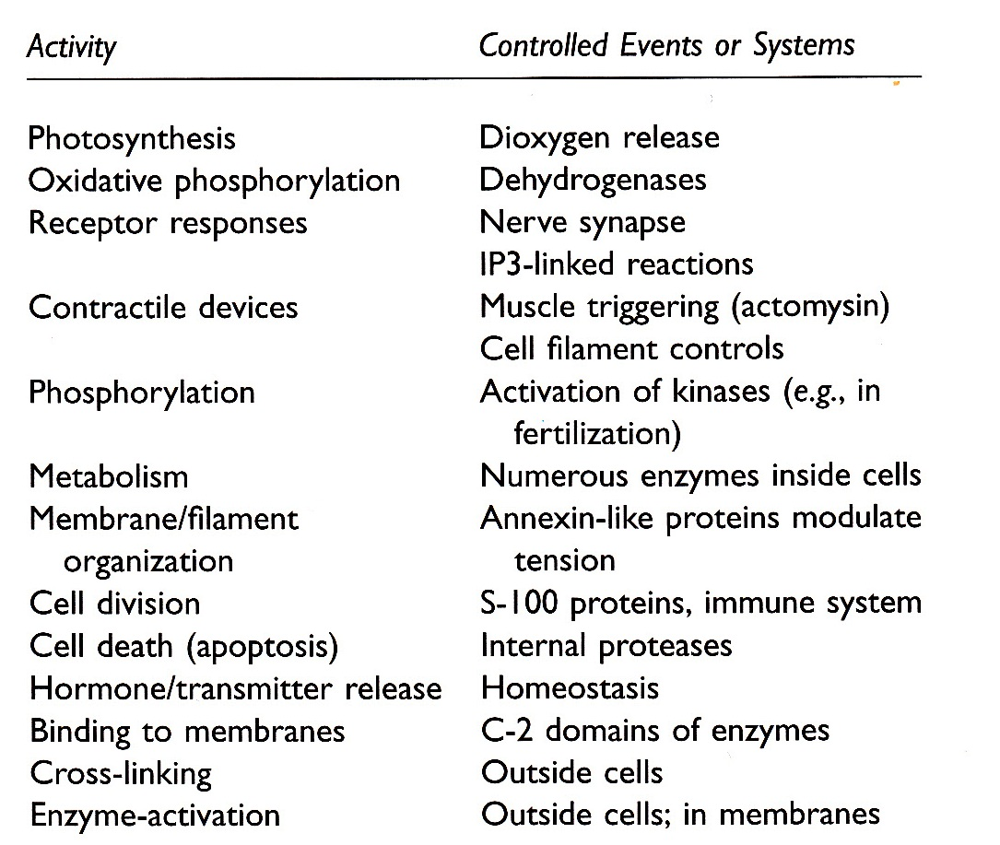 Activity Controlled Events or Systems
Photosynthesis Dioxygen release
Oxidative phosphorylation Dehydrogenases
Receptor responses Nerve synapse
IP3-linked reactions
Contractile devices Muscle triggering (actomysin)
Cell filament controls
Phosphorylation Activation of kinases (e.g., in
fertilization)
Metabolism Numerous enzymes inside cells
Membrane/filament Annexin-like proteins modulate
organization tension
Cell division S-100 proteins, immune system
Cell death (apoptosis) Internal proteases
Hormone/transmitter release Homeostasis
Binding to membranes C-2 domains of enzymes
Cross-linking Outside cells
Enzyme-activation Outside cells; in membranes